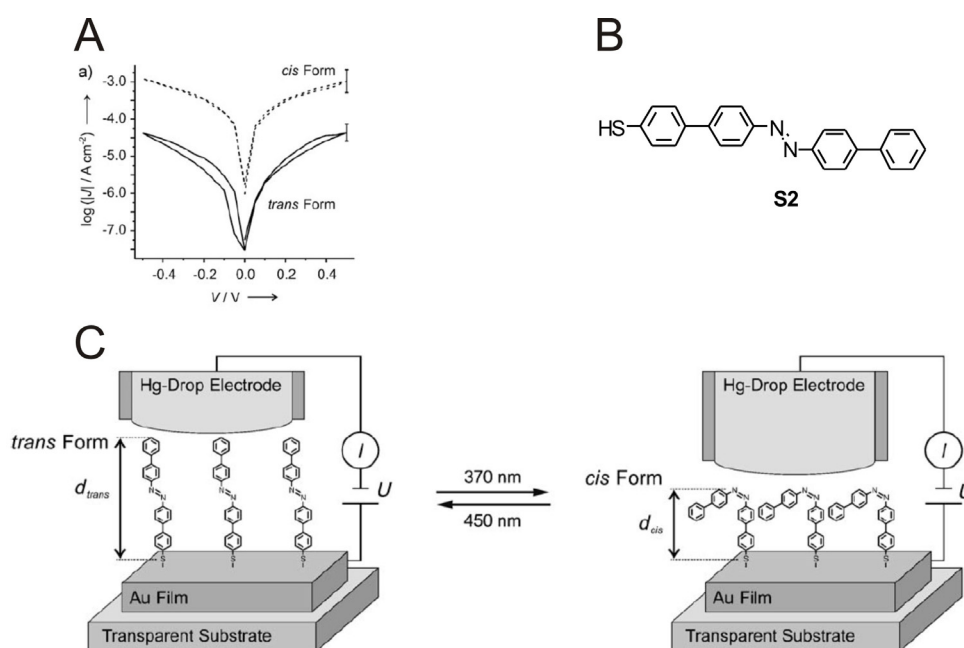 A
a)
cis Form
-3.0
-4.0
-5.0
-6.0
-7.0
log (|J| / A cm⁻²) →
trans Form
-0.4 -0.2 0.0 0.2 0.4
V / V →
B
HS
N
N
S2
C
Hg-Drop Electrode
trans Form
d trans
N=N N=N N=N
I
U
S S S
Au Film
Transparent Substrate
370 nm
450 nm
Hg-Drop Electrode
cis Form
d cis
N=N N=N N=N
I
U
S S S
Au Film
Transparent Substrate